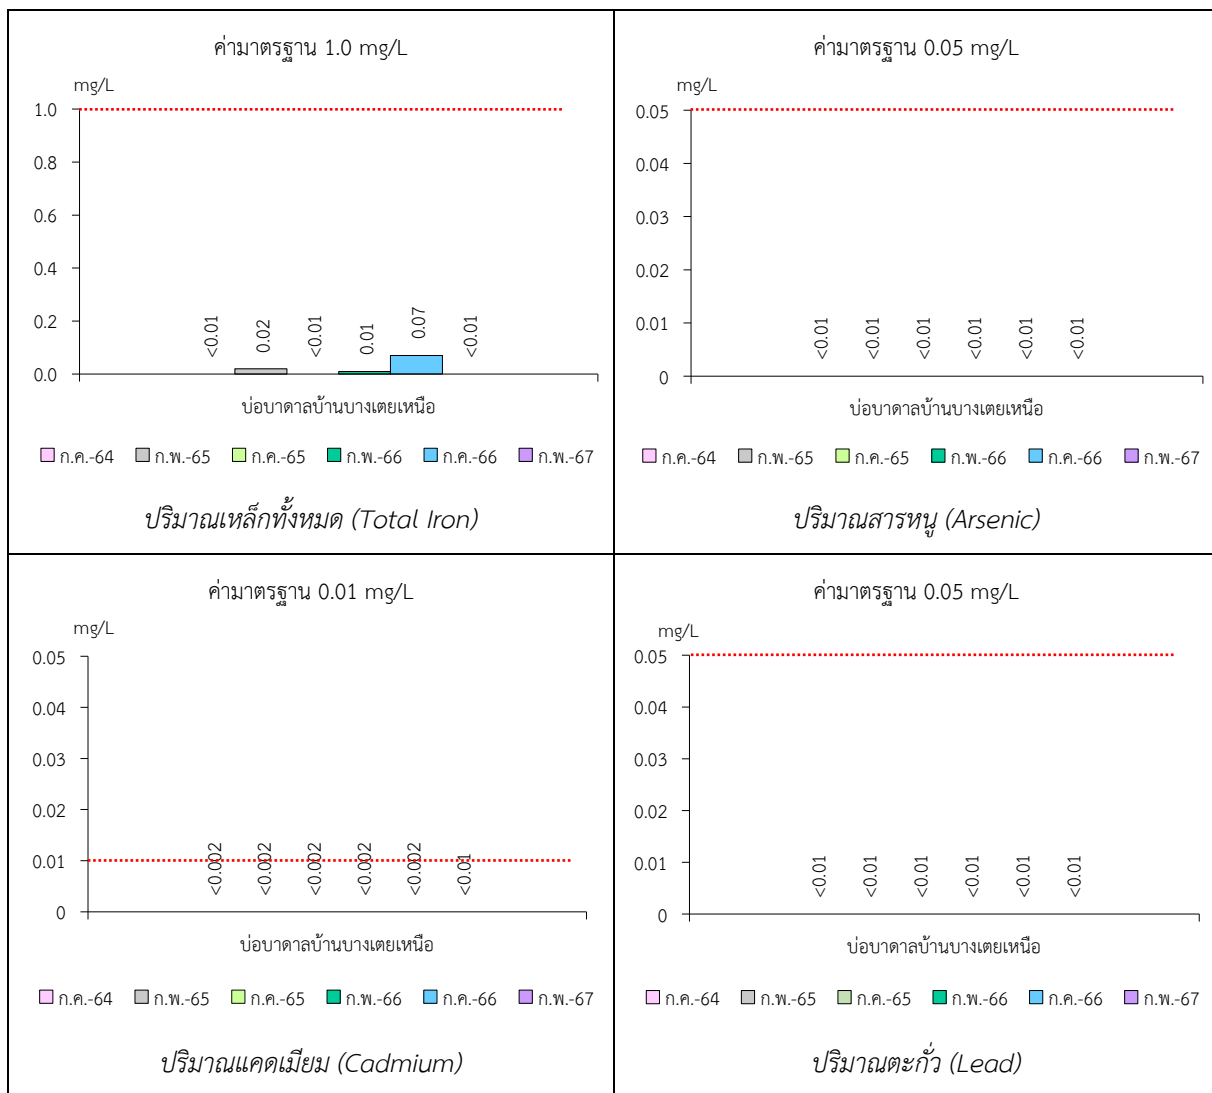 ค่ามาตรฐาน 1.0 mg/L
mg/L
1.0
0.8
0.6
0.4
0.2
0.0
<0.01 0.02 <0.01 0.01 0.07 <0.01
บ่อบาดาลบ้านบางเตยเหนือ
ก.ค.-64 ก.พ.-65 ก.ค.-65 ก.พ.-66 ก.ค.-66 ก.พ.-67
ปริมาณเหล็กทั้งหมด (Total Iron)
ค่ามาตรฐาน 0.05 mg/L
mg/L
0.05
0.04
0.03
0.02
0.01
0
<0.01 <0.01 <0.01 <0.01 <0.01 <0.01
บ่อบาดาลบ้านบางเตยเหนือ
ก.ค.-64 ก.พ.-65 ก.ค.-65 ก.พ.-66 ก.ค.-66 ก.พ.-67
ปริมาณสารหนู (Arsenic)
ค่ามาตรฐาน 0.01 mg/L
mg/L
0.05
0.04
0.03
0.02
0.01
0
<0.002 <0.002 <0.002 <0.002 <0.002 <0.01
บ่อบาดาลบ้านบางเตยเหนือ
ก.ค.-64 ก.พ.-65 ก.ค.-65 ก.พ.-66 ก.ค.-66 ก.พ.-67
ปริมาณแคดเมียม (Cadmium)
ค่ามาตรฐาน 0.05 mg/L
mg/L
0.05
0.04
0.03
0.02
0.01
0
<0.01 <0.01 <0.01 <0.01 <0.01 <0.01
บ่อบาดาลบ้านบางเตยเหนือ
ก.ค.-64 ก.พ.-65 ก.ค.-65 ก.พ.-66 ก.ค.-66 ก.พ.-67
ปริมาณตะกั่ว (Lead)